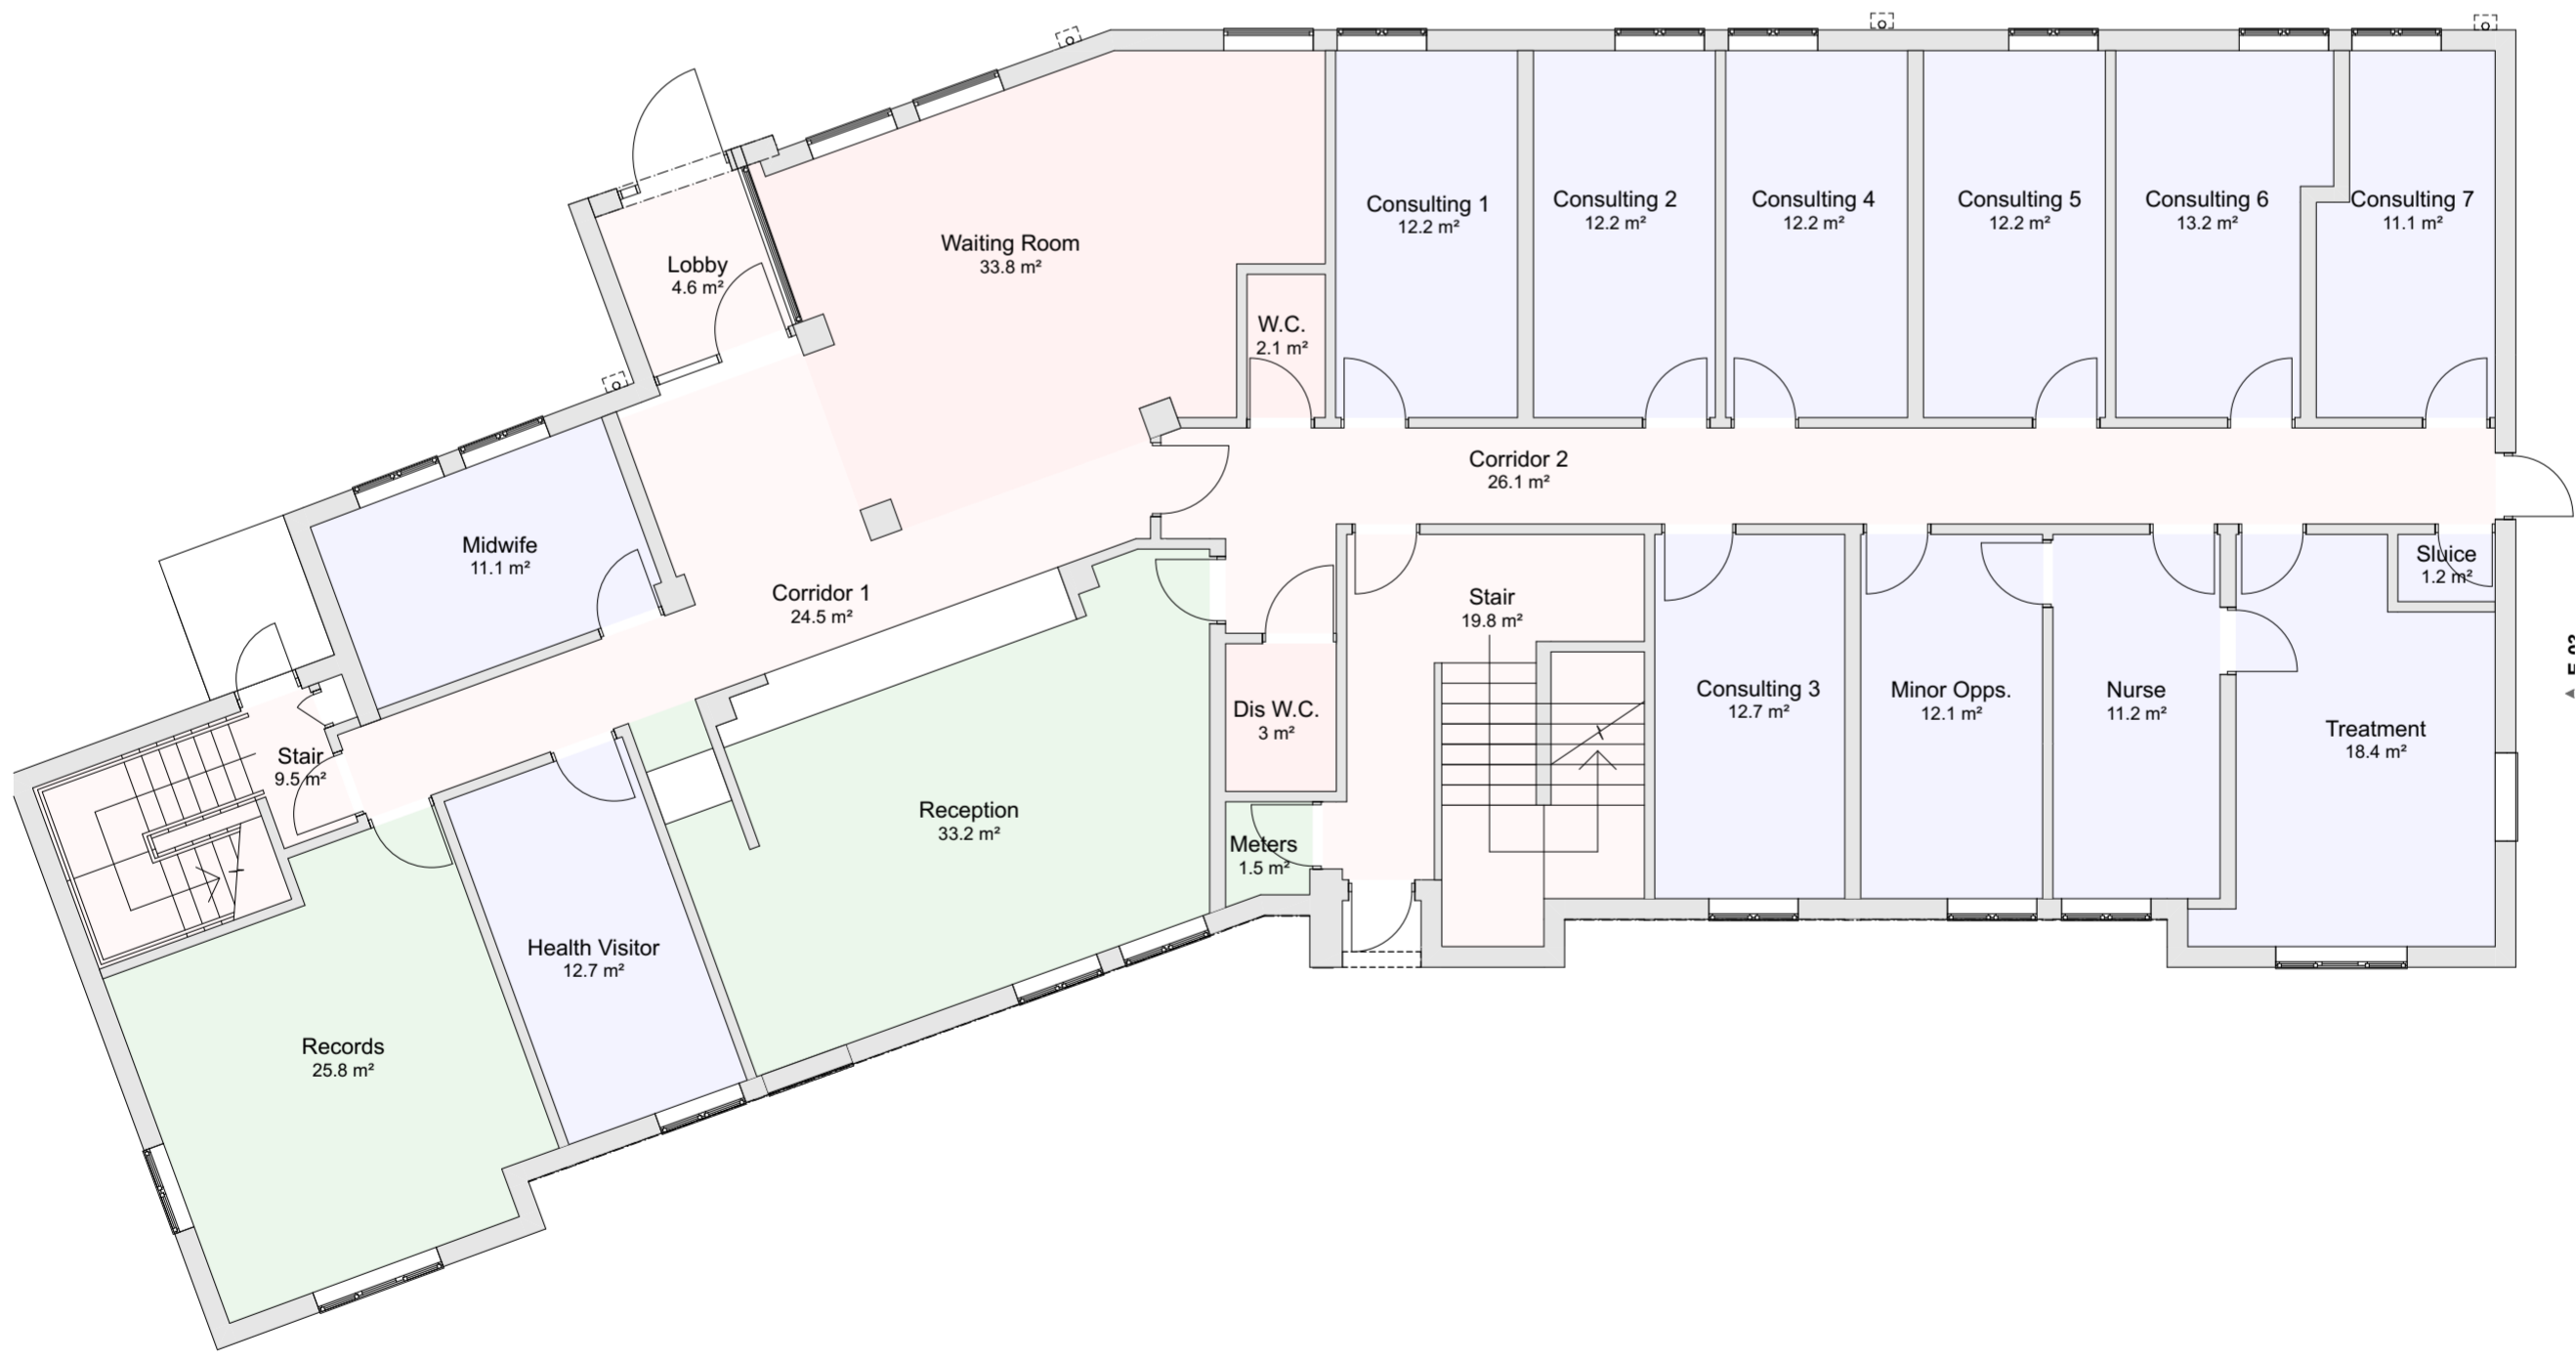 Consulting 1
12.2 m²
Consulting 2
12.2 m²
Consulting 4
12.2 m²
Consulting 5
12.2 m²
Consulting 6
13.2 m²
Consulting 7
11.1 m²
Waiting Room
33.8 m²
Lobby
4.6 m²
W.C.
2.1 m²
Corridor 2
26.1 m²
Midwife
11.1 m²
Sluice
1.2 m²
Corridor 1
24.5 m²
Stair
19.8 m²
Consulting 3
12.7 m²
Minor Opps.
12.1 m²
Nurse
11.2 m²
Dis W.C.
3 m²
Treatment
18.4 m²
Stair
9.5 m²
Reception
33.2 m²
Meters
1.5 m²
Health Visitor
12.7 m²
Records
25.8 m²